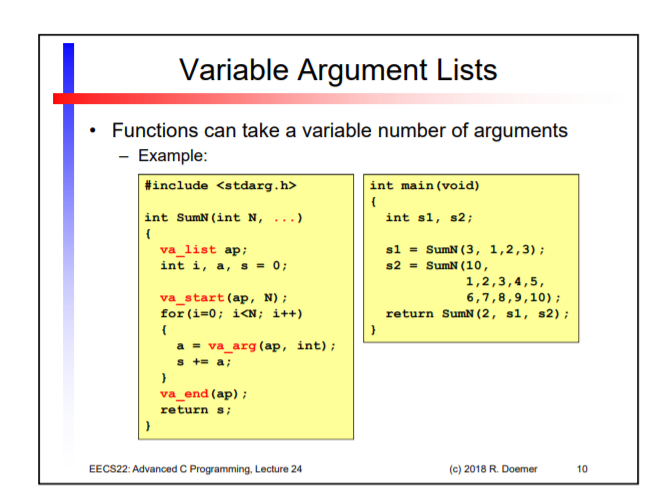 Variable Argument Lists
• Functions can take a variable number of arguments
– Example:
#include <stdarg.h>
int SumN(int N, ...)
{
va_list ap;
int i, a, s = 0;
va_start(ap, N);
for(i=0; i<N; i++)
{
a = va_arg(ap, int);
s += a;
}
va_end(ap);
return s;
}
int main(void)
{
int s1, s2;
s1 = SumN(3, 1,2,3);
s2 = SumN(10,
1,2,3,4,5,
6,7,8,9,10);
return SumN(2, s1, s2);
}
EECS22: Advanced C Programming, Lecture 24
(c) 2018 R. Doemer
10